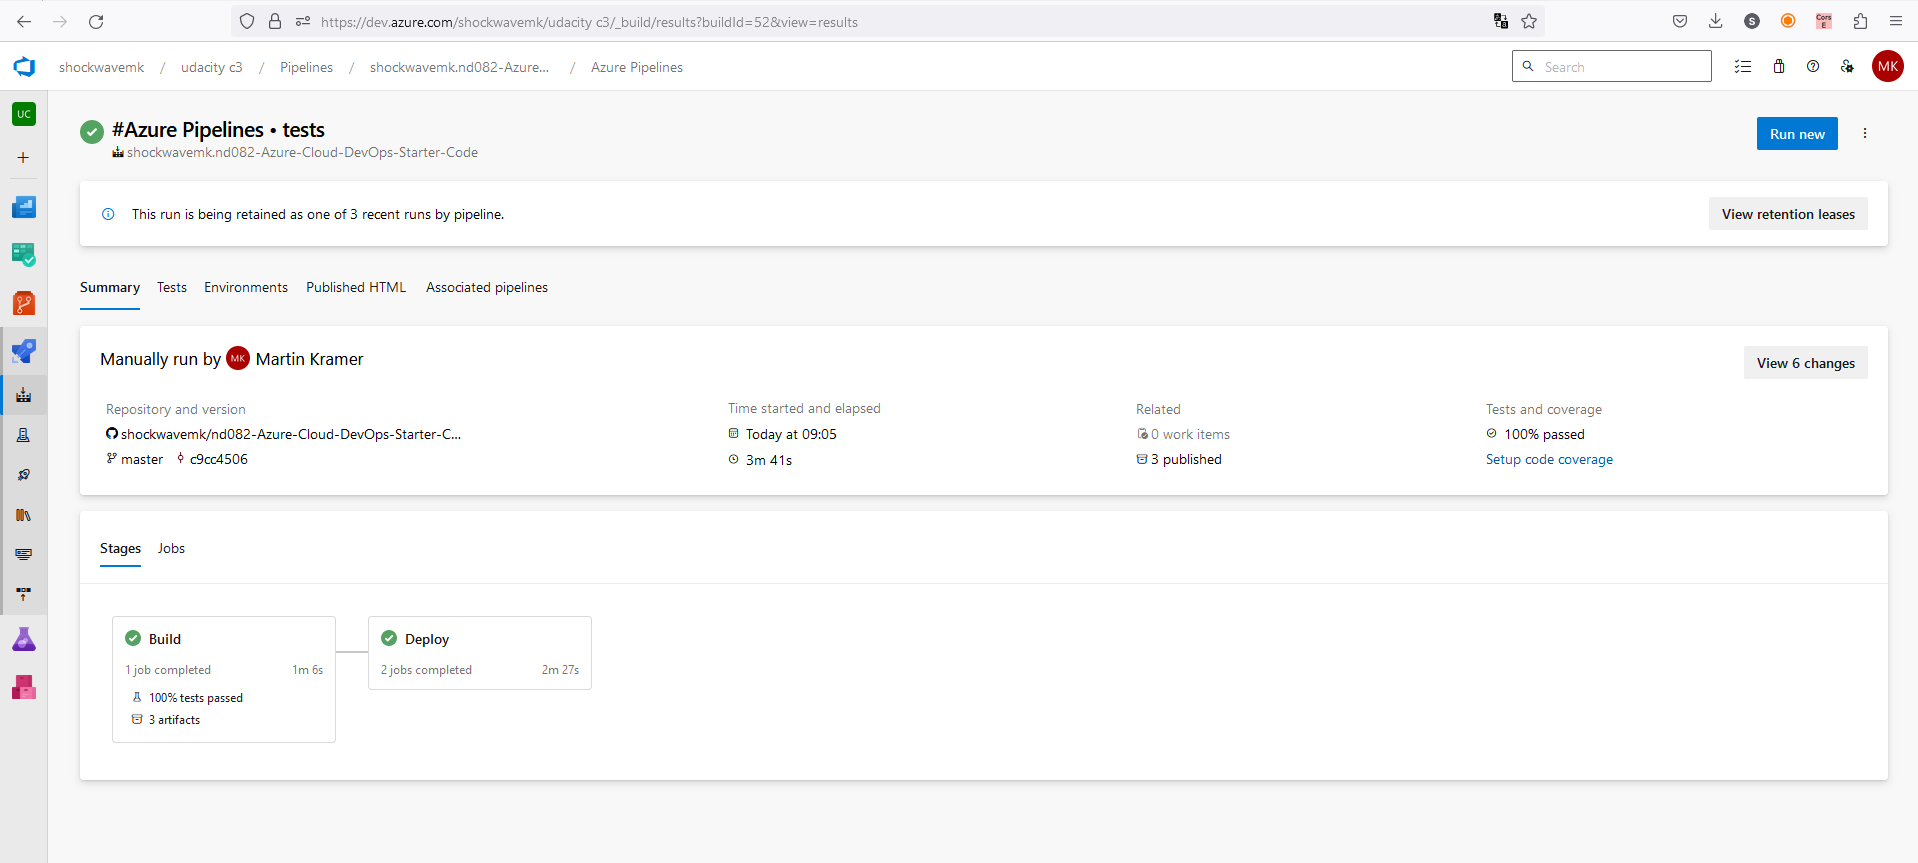 https://dev.azure.com/shockwavemk/udacity c3/_build/results?buildId=52&view=results
S
Cors
E
shockwavemk / udacity c3 / Pipelines / shockwavemk.nd082-Azure... / Azure Pipelines
Search
MK
UC
#Azure Pipelines • tests
shockwavemk.nd082-Azure-Cloud-DevOps-Starter-Code
Run new
This run is being retained as one of 3 recent runs by pipeline.
View retention leases
Summary Tests Environments Published HTML Associated pipelines
Manually run by MK Martin Kramer
View 6 changes
Repository and version
shockwavemk/nd082-Azure-Cloud-DevOps-Starter-C...
master c9cc4506
Time started and elapsed
Today at 09:05
3m 41s
Related
0 work items
3 published
Tests and coverage
100% passed
Setup code coverage
Stages Jobs
Build
1 job completed 1m 6s
100% tests passed
3 artifacts
Deploy
2 jobs completed 2m 27s